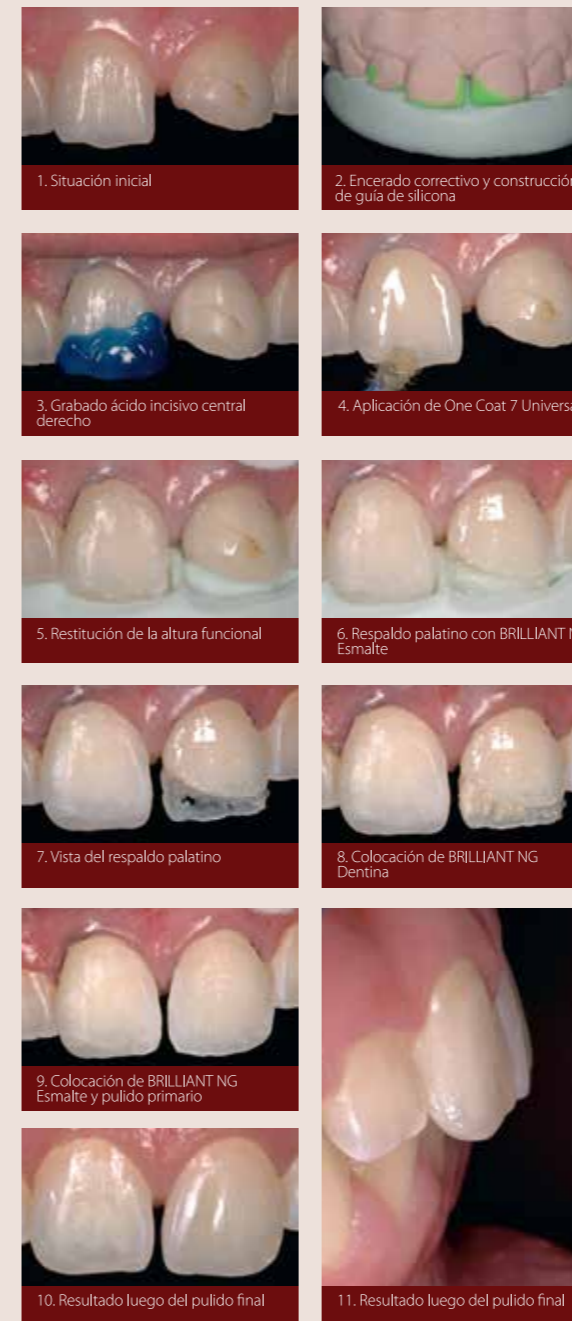 1. Situación inicial
2. Encerado correctivo y construcción
de guía de silicona
3. Grabado ácido incisivo central
derecho
4. Aplicación de One Coat 7
5. Restitución de la altura funcional
6. Respaldo palatino con BRILLIANT
Esmalte
7. Vista del respaldo palatino
8. Colocación de BRILLIANT NG
Dentina
9. Colocación de BRILLIANT NG
Esmalte y pulido primario
10. Resultado luego del pulido final
11. Resultado luego del pulido final